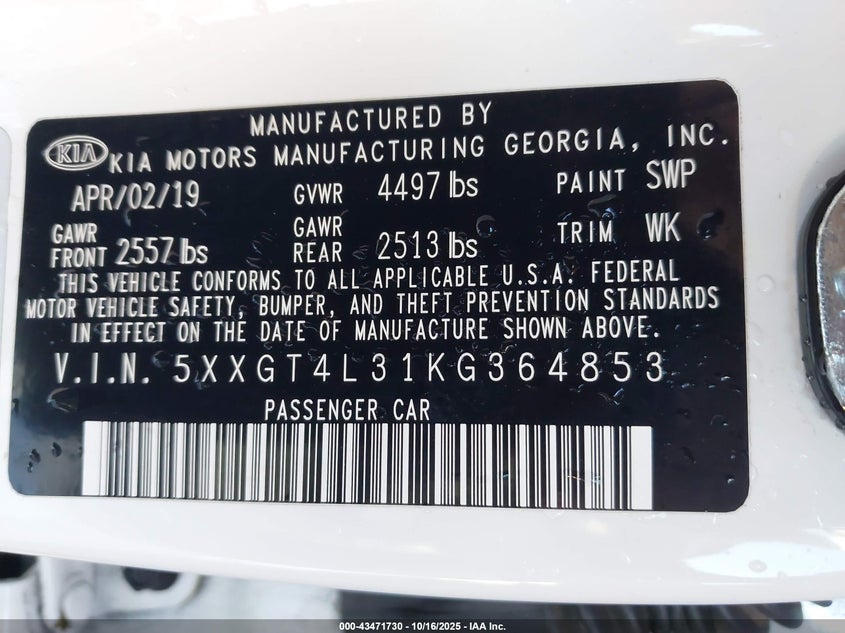 MANUFACTURED BY
KIA KIA MOTORS MANUFACTURING GEORGIA, INC.
APR/02/19 GVWR 4497 lbs PAINT SWP
GAWR FRONT 2557 lbs GAWR REAR 2513 lbs TRIM WK
THIS VEHICLE CONFORMS TO ALL APPLICABLE U.S.A. FEDERAL
MOTOR VEHICLE SAFETY, BUMPER, AND THEFT PREVENTION STANDARDS
IN EFFECT ON THE DATE OF MANUFACTURE SHOWN ABOVE.
V.I.N. 5XXGT4L31KG364853
PASSENGER CAR
000-43471730 - 10/16/2025 - IAA Inc.